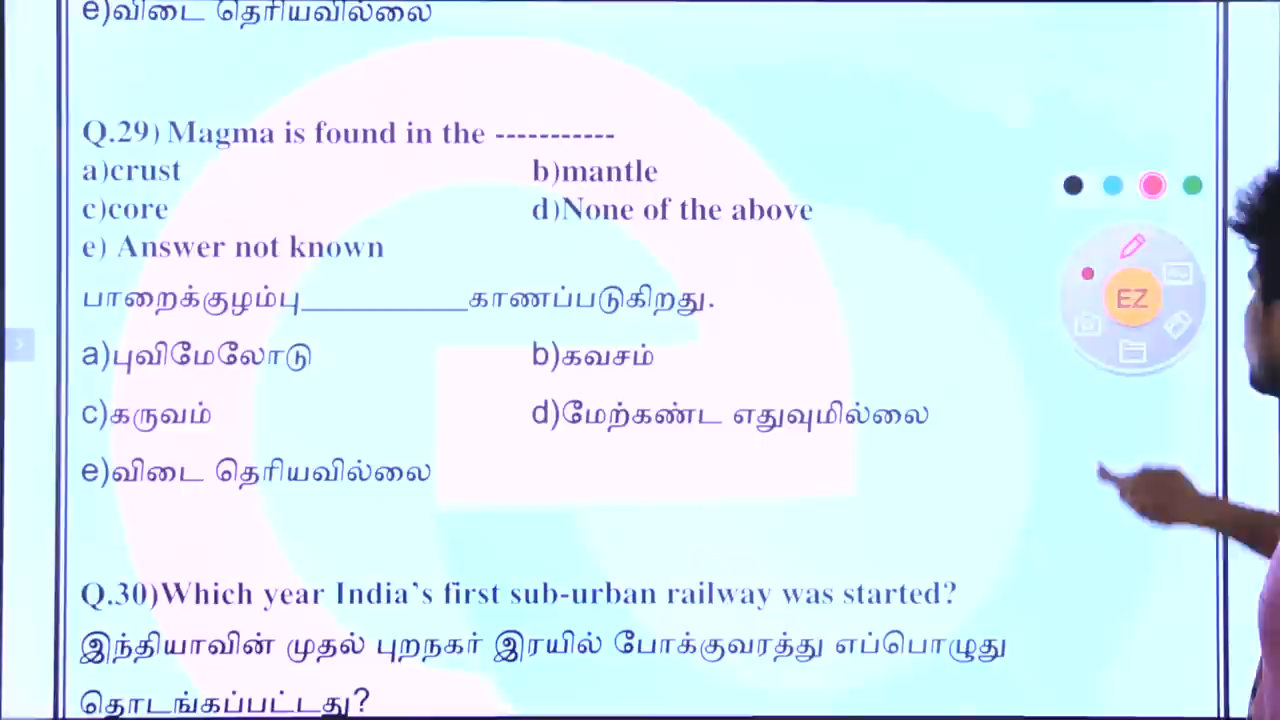 e)விடை தெரியவில்லை
Q.29) Magma is found in the -----------
a)crust b)mantle
c)core d)None of the above
e) Answer not known
பாறைக்குழம்பு___________காணப்படுகிறது.
a)புவிமேலோடு b)கவசம்
c)கருவம் d)மேற்கண்ட எதுவுமில்லை
e)விடை தெரியவில்லை
EZ
Q.30)Which year India's first sub-urban railway was started?
இந்தியாவின் முதல் புறநகர் இரயில் போக்குவரத்து எப்பொழுது
தொடங்கப்பட்டது?